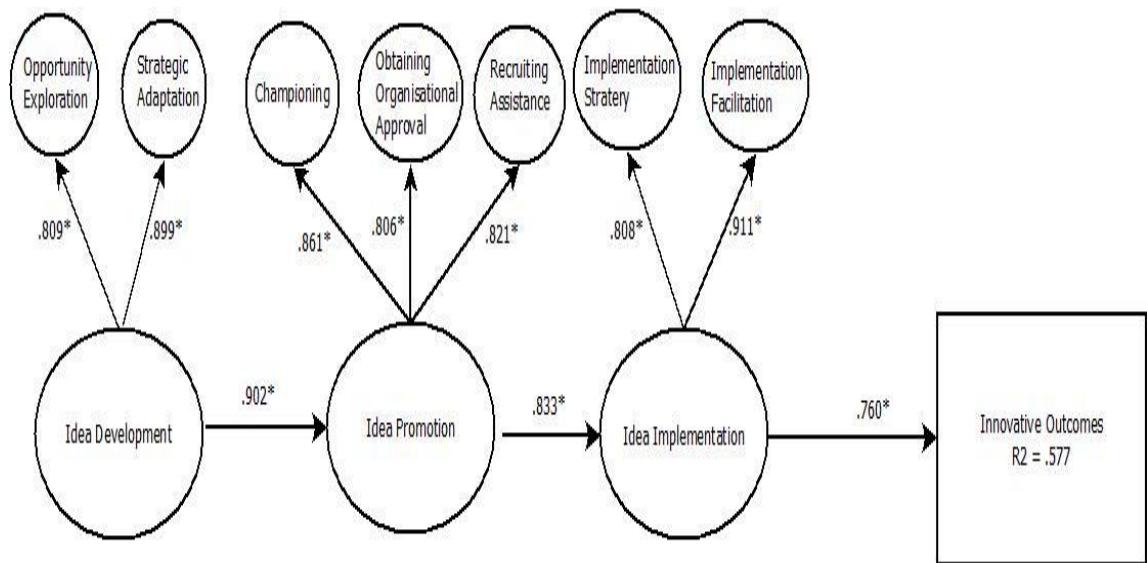 Opportunity
Exploration
Strategic
Adaptation
Championing
Obtaining
Organisational
Approval
Recruiting
Assistance
Implementation
Stratery
Implementation
Facilitation
.809*
.899*
.861*
.806*
.821*
.808*
.911*
Idea Development
.902*
Idea Promotion
.833*
Idea Implementation
.760*
Innovative Outcomes
R2 = .577